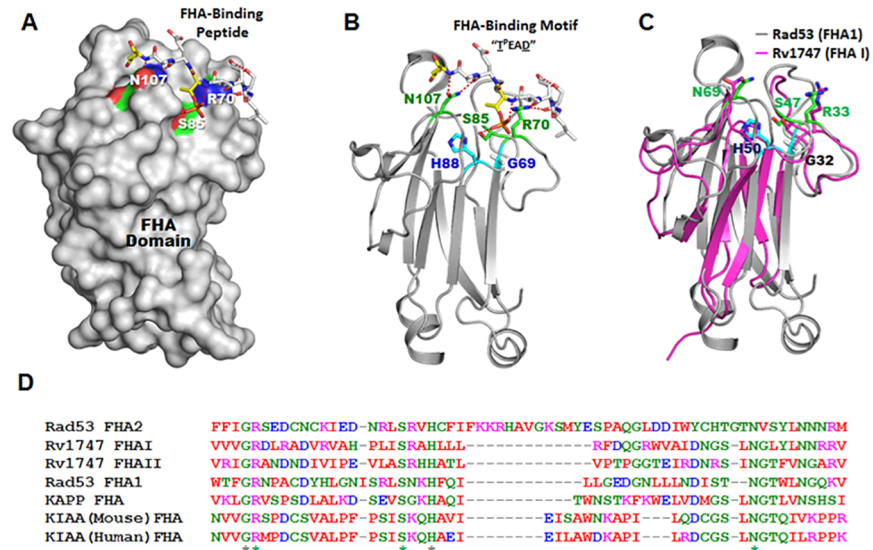 A
FHA-Binding
Peptide
N107
R70
S85
FHA
Domain
B
FHA-Binding Motif
"TᵖEAD"
N107
S85
R70
H88
G69
C
Rad53 (FHA1)
Rv1747 (FHA I)
N69
S47
R33
H50
G32
D
Rad53 FHA2 FFIGRSEDCNCKIED-NRLSRVHCFIFKKRHAVGKSMYESPAQGLDDIWYCHTGTNVSYLNNNRM
Rv1747 FHAI VVVGRDLRADVRVAH-PLISRAHLLL------------RFDQGRWVAIDNGS-LNGLYLNNRRV
Rv1747 FHAII VRIGRANDNDIVIPE-VLASRHHATL------------VPTPGGTEIRDNRS-INGTFVNGQRV
Rad53 FHA1 WTFGRNPACDYHLGNISRLSNKHFQI------------LLGEDGNLLLNDIST--NGTWLNGQKV
KAPP FHA VKLGRVSPSDLALKD-SEVSGKHAQI----------TWNSTKFKWELVDMGS-LNGTLVNSHSI
KIAA(Mouse)FHA NVVGRSPDCSVALPF-PSISKQHAVI--------EISAWNKAPI---LQDCGS-LNGTQIVKPPR
KIAA(Human)FHA NVVGRMPDCSVALPF-PSISKQHAEI--------EILAWDKAPI---LRDCGS-LNGTQILRPPK
* * * * *